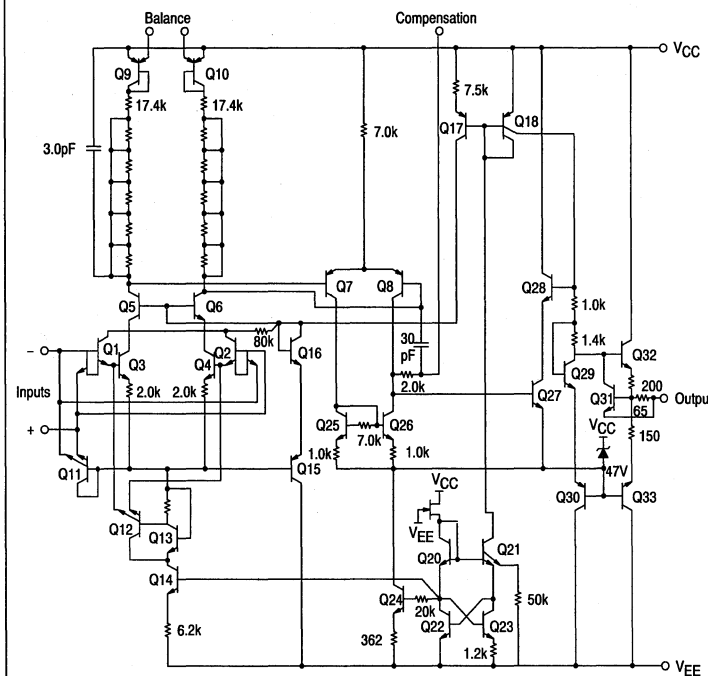 Balance
Compensation
VCC
Q9
Q10
17.4k
17.4k
7.5k
Q17
Q18
3.0pF
7.0k
Q7
Q8
Q28
1.0k
Q5
Q6
80k
Q16
30
pF
1.4k
Q1
Q3
Q4
Q2
Q29
Q32
–
Inputs
2.0k
2.0k
2.0k
Q27
Q31
200
65
Output
+
Q25
7.0k
Q26
VCC
150
Q11
1.0k
1.0k
47V
Q15
Q30
Q33
Q12
Q13
VCC
VEE
Q20
Q21
Q14
Q24
20k
Q22
Q23
50k
6.2k
362
1.2k
VEE